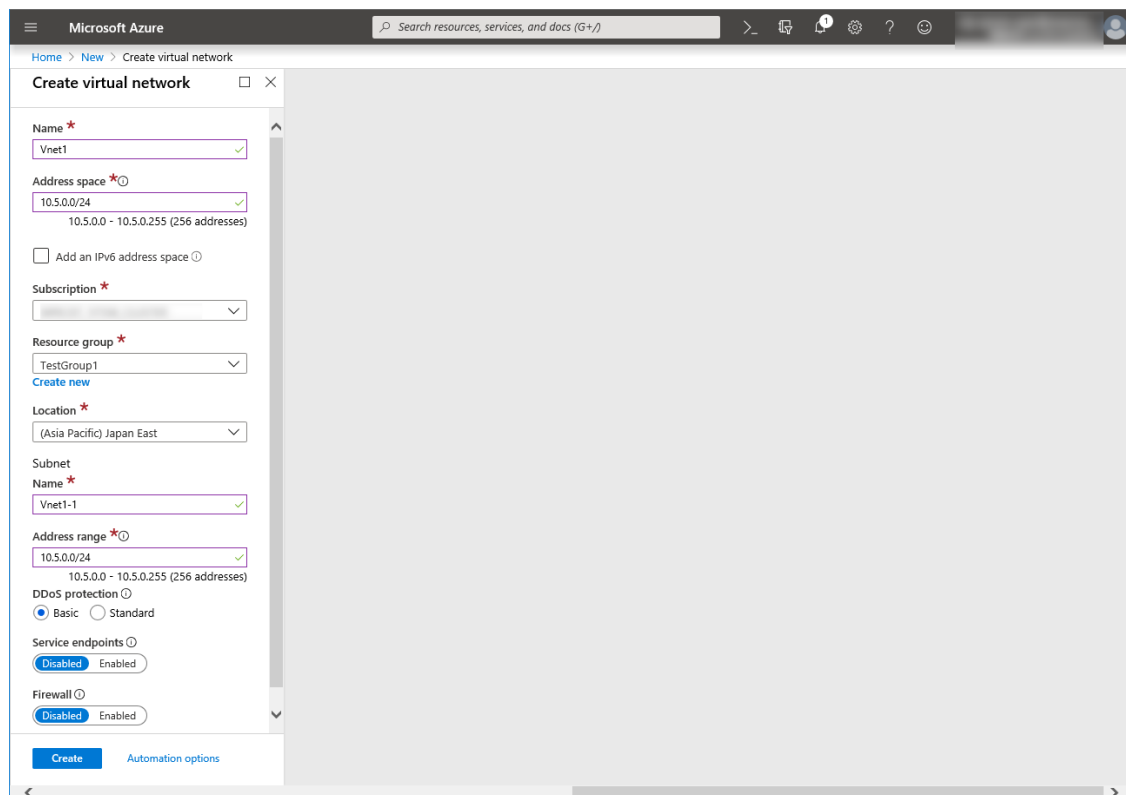 Microsoft Azure
Search resources, services, and docs (G+/)
1
Home > New > Create virtual network
Create virtual network
Name *
Vnet1
Address space *
10.5.0.0/24
10.5.0.0 - 10.5.0.255 (256 addresses)
Add an IPv6 address space
Subscription *
Resource group *
TestGroup1
Create new
Location *
(Asia Pacific) Japan East
Subnet
Name *
Vnet1-1
Address range *
10.5.0.0/24
10.5.0.0 - 10.5.0.255 (256 addresses)
DDoS protection
Basic Standard
Service endpoints
Disabled Enabled
Firewall
Disabled Enabled
Create Automation options